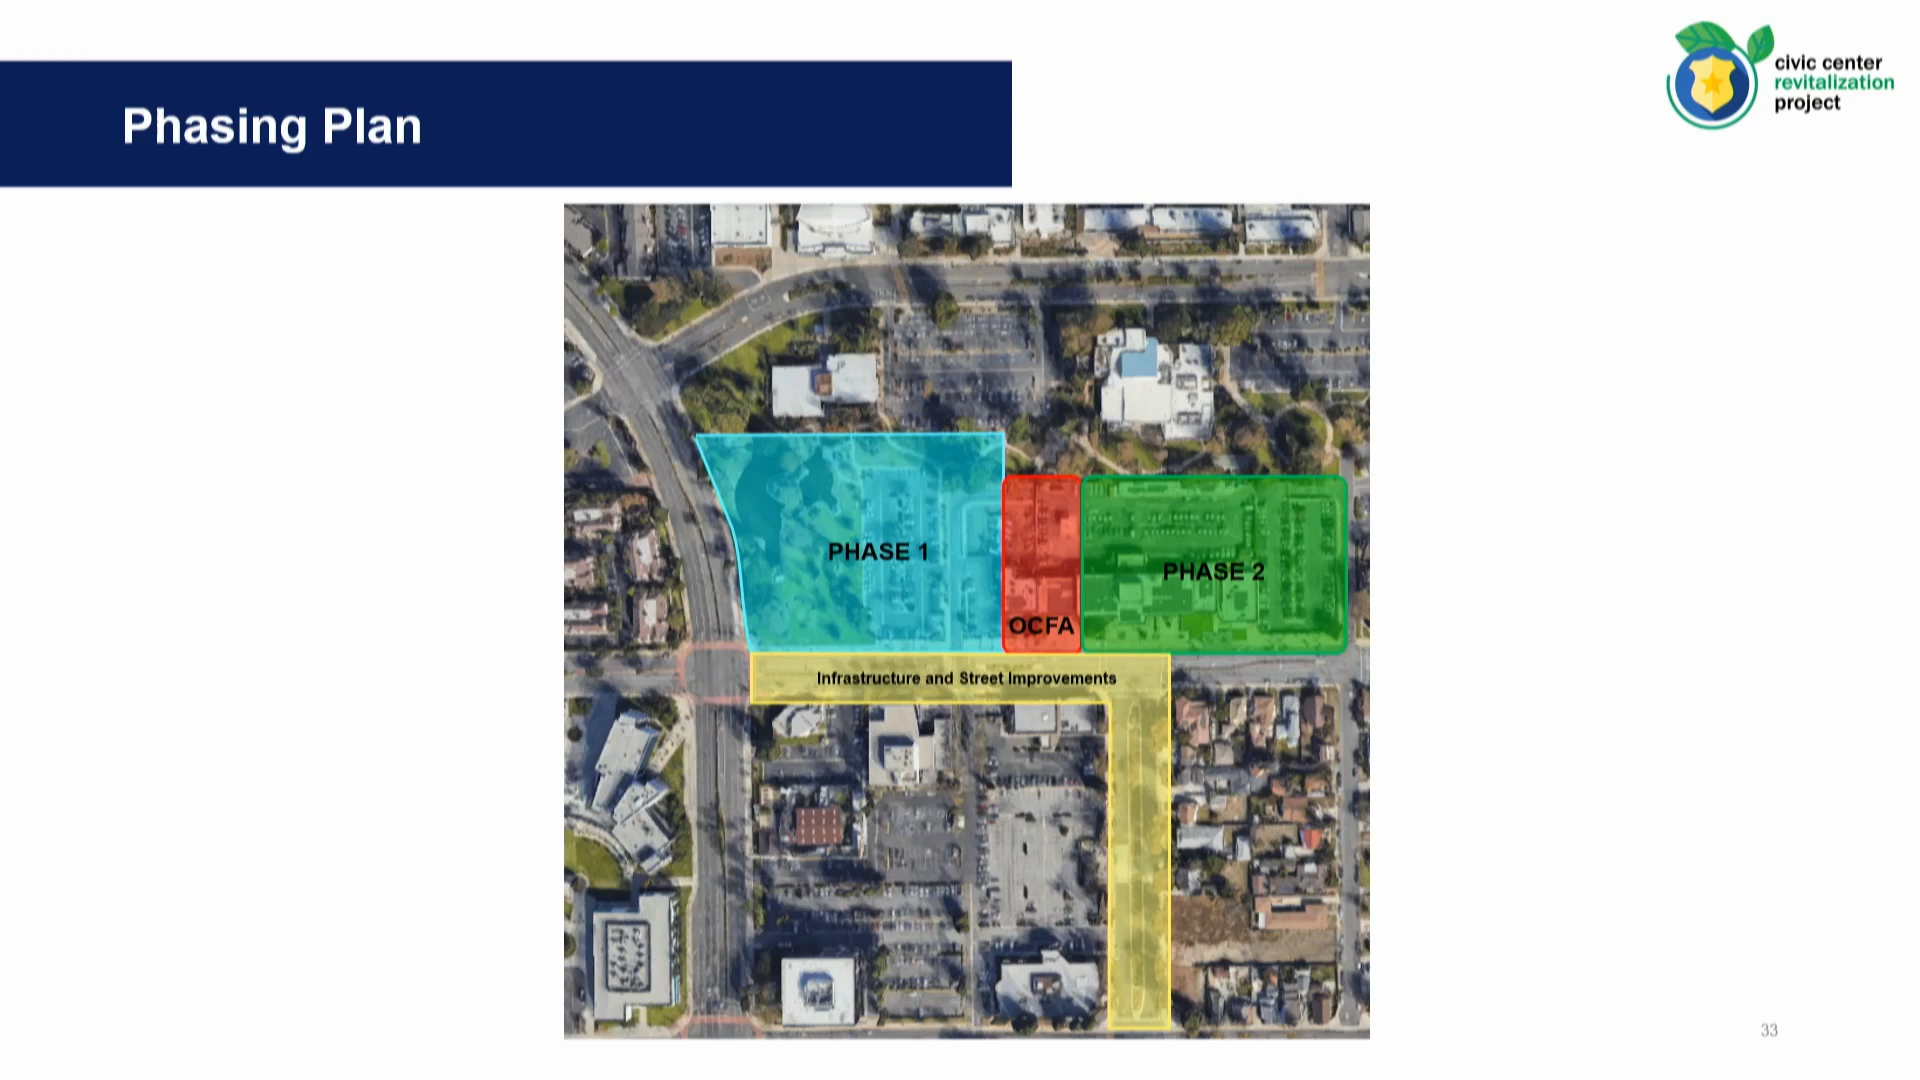 civic center
revitalization
project
Phasing Plan
PHASE 1
PHASE 2
OCFA
Infrastructure and Street Improvements
33